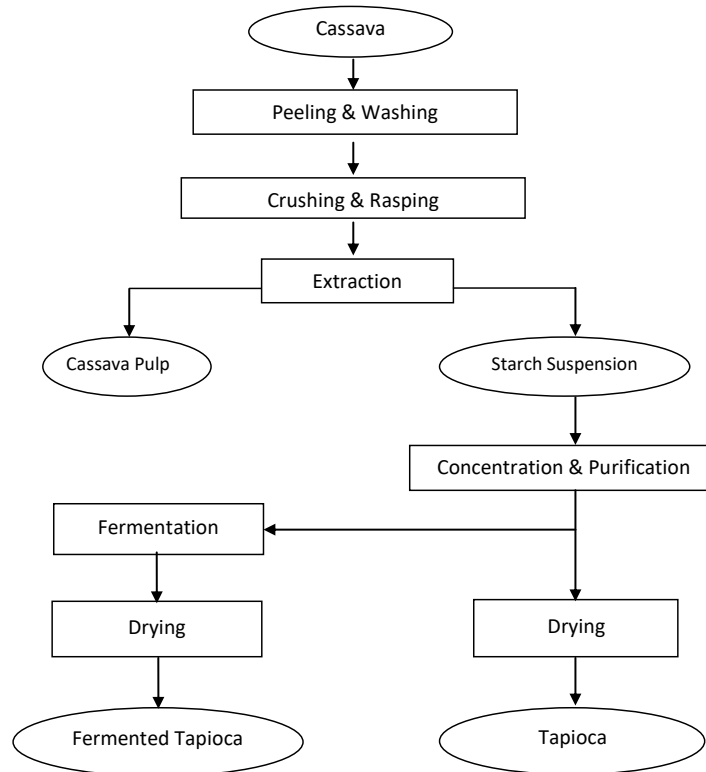 Cassava
Peeling & Washing
Crushing & Rasping
Extraction
Cassava Pulp
Starch Suspension
Concentration & Purification
Fermentation
Drying
Drying
Fermented Tapioca
Tapioca